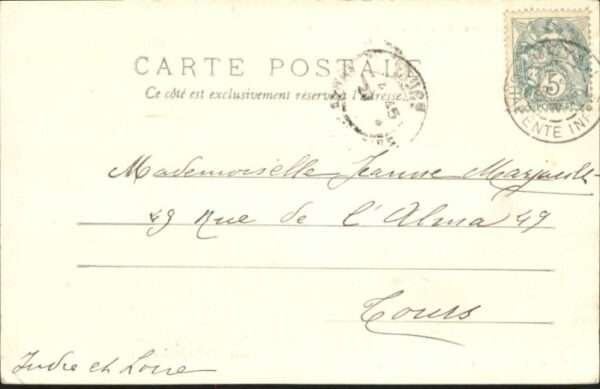 CARTE POSTALE
Ce côté est exclusivement réservé à l'adresse
5
Mademoiselle Jeanne
49 Rue de l'Alma 49
Tours
Indre et Loire